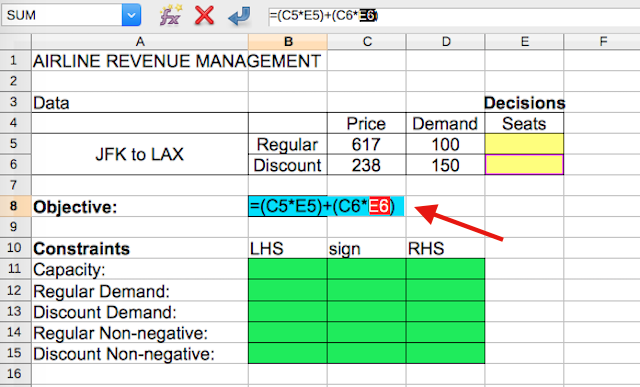 SUM =(C5*E5)+(C6*E6)
A B C D E F
1 AIRLINE REVENUE MANAGEMENT
2
3 Data Decisions
4 Price Demand Seats
5 Regular 617 100
JFK to LAX
6 Discount 238 150
7
8 Objective: =(C5*E5)+(C6*E6)
9
10 Constraints LHS sign RHS
11 Capacity:
12 Regular Demand:
13 Discount Demand:
14 Regular Non-negative:
15 Discount Non-negative:
16